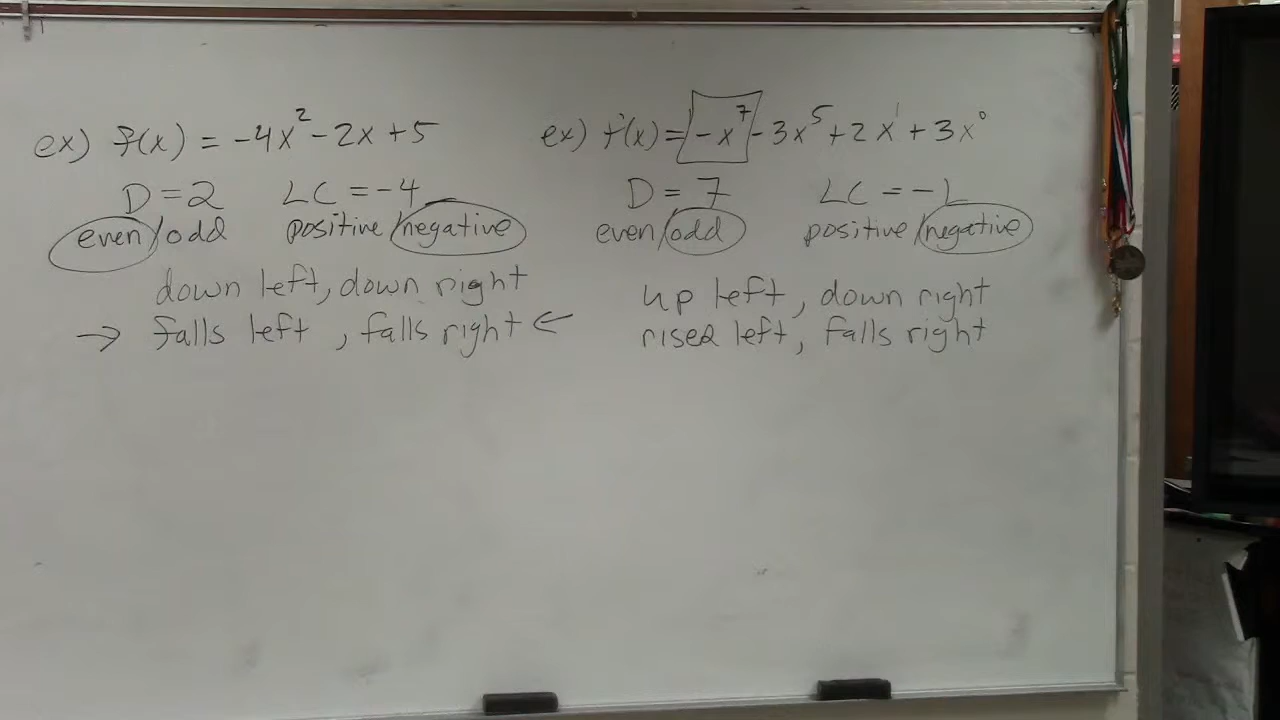 ex) f(x) = -4x² - 2x + 5
D = 2 LC = -4
even/odd positive/negative
down left, down right
→ falls left , falls right ←
ex) f(x) = -x⁷ - 3x⁵ + 2x¹ + 3x⁰
D = 7 LC = -1
even/odd positive/negative
up left, down right
rises left, falls right